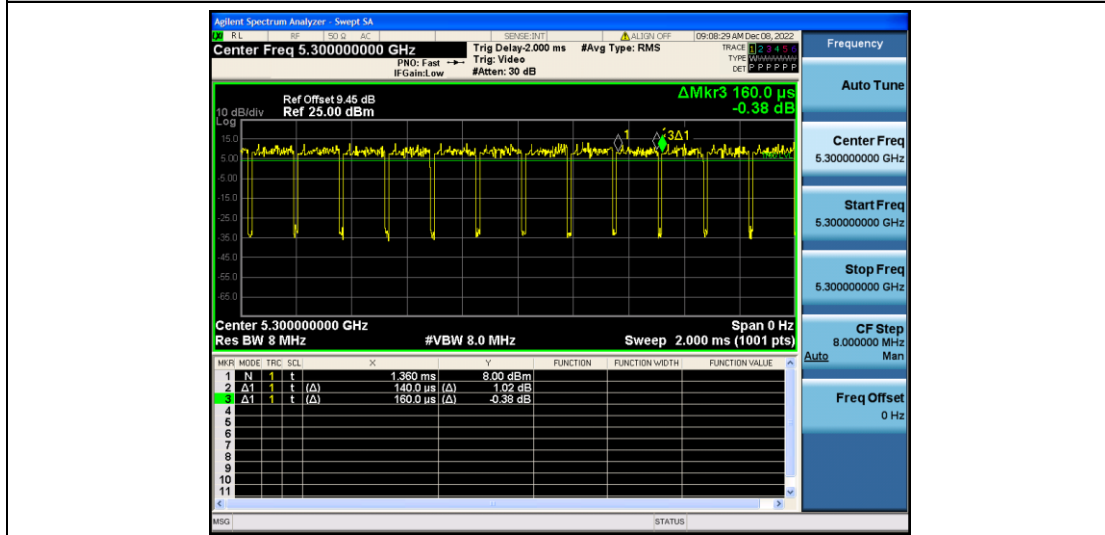 Agilent Spectrum Analyzer - Swept SA
RL RF 50 Ω AC SENSE:INT ALIGN OFF 09:08:29 AM Dec 08, 2022
Center Freq 5.300000000 GHz
PNO: Fast
IFGain:Low
Trig Delay-2.000 ms
Trig: Video
#Atten: 30 dB
#Avg Type: RMS
TRACE 1 2 3 4 5 6
TYPE
DET P P P P P P
ΔMkr3 160.0 µs
-0.38 dB
Ref Offset 9.45 dB
10 dB/div Ref 25.00 dBm
Log
15.0
5.00
-5.00
-15.0
-25.0
-35.0
-45.0
-55.0
-65.0
1
3Δ1
Center 5.300000000 GHz Span 0 Hz
Res BW 8 MHz #VBW 8.0 MHz Sweep 2.000 ms (1001 pts)
MKR MODE TRC SCL X Y FUNCTION FUNCTION WIDTH FUNCTION VALUE
1 N 1 t 1.360 ms 8.00 dBm
2 Δ1 1 t (Δ) 140.0 µs (Δ) 1.02 dB
3 Δ1 1 t (Δ) 160.0 µs (Δ) -0.38 dB
4
5
6
7
8
9
10
11
MSG STATUS
Frequency
Auto Tune
Center Freq
5.300000000 GHz
Start Freq
5.300000000 GHz
Stop Freq
5.300000000 GHz
CF Step
8.000000 MHz
Auto Man
Freq Offset
0 Hz